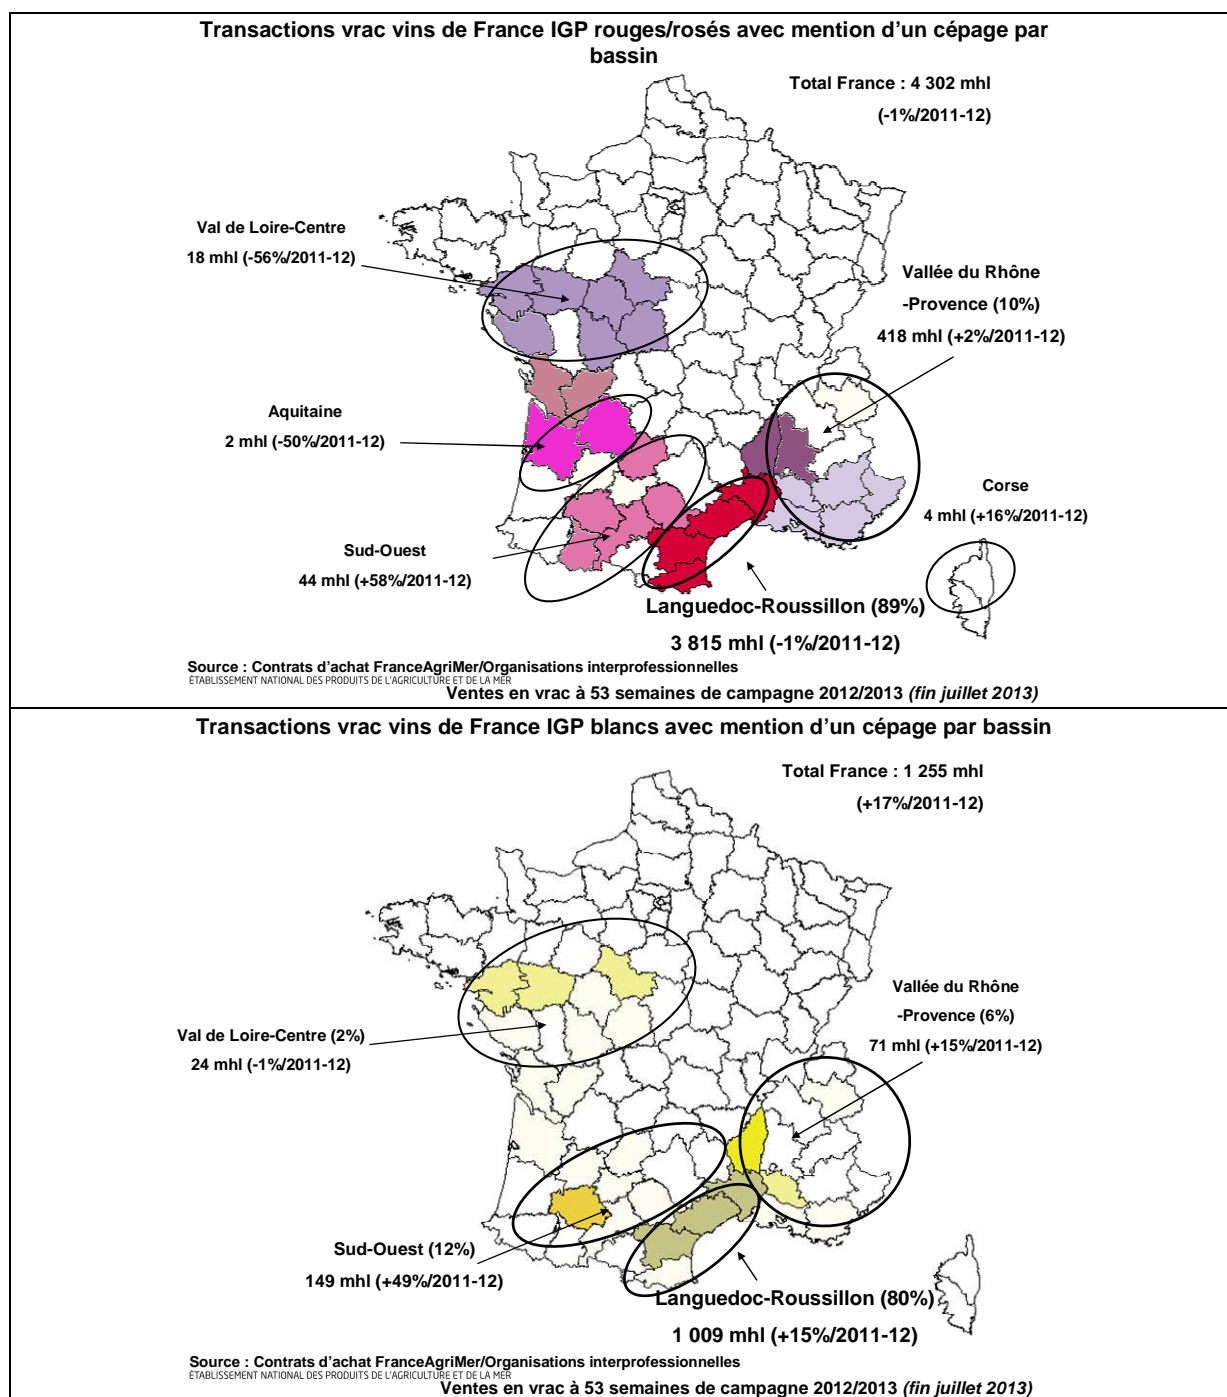 Transactions vrac vins de France IGP rouges/rosés avec mention d'un cépage par
bassin
Total France : 4 302 mhl
(-1%/2011-12)
Val de Loire-Centre
18 mhl (-56%/2011-12)
Vallée du Rhône
-Provence (10%)
418 mhl (+2%/2011-12)
Aquitaine
2 mhl (-50%/2011-12)
Corse
4 mhl (+16%/2011-12)
Sud-Ouest
44 mhl (+58%/2011-12)
Languedoc-Roussillon (89%)
3 815 mhl (-1%/2011-12)
Source : Contrats d'achat FranceAgriMer/Organisations interprofessionnelles
ÉTABLISSEMENT NATIONAL DES PRODUITS DE L'AGRICULTURE ET DE LA MER
Ventes en vrac à 53 semaines de campagne 2012/2013 (fin juillet 2013)
Transactions vrac vins de France IGP blancs avec mention d'un cépage par bassin
Total France : 1 255 mhl
(+17%/2011-12)
Vallée du Rhône
-Provence (6%)
71 mhl (+15%/2011-12)
Val de Loire-Centre (2%)
24 mhl (-1%/2011-12)
Sud-Ouest (12%)
149 mhl (+49%/2011-12)
Languedoc-Roussillon (80%)
1 009 mhl (+15%/2011-12)
Source : Contrats d'achat FranceAgriMer/Organisations interprofessionnelles
ÉTABLISSEMENT NATIONAL DES PRODUITS DE L'AGRICULTURE ET DE LA MER
Ventes en vrac à 53 semaines de campagne 2012/2013 (fin juillet 2013)